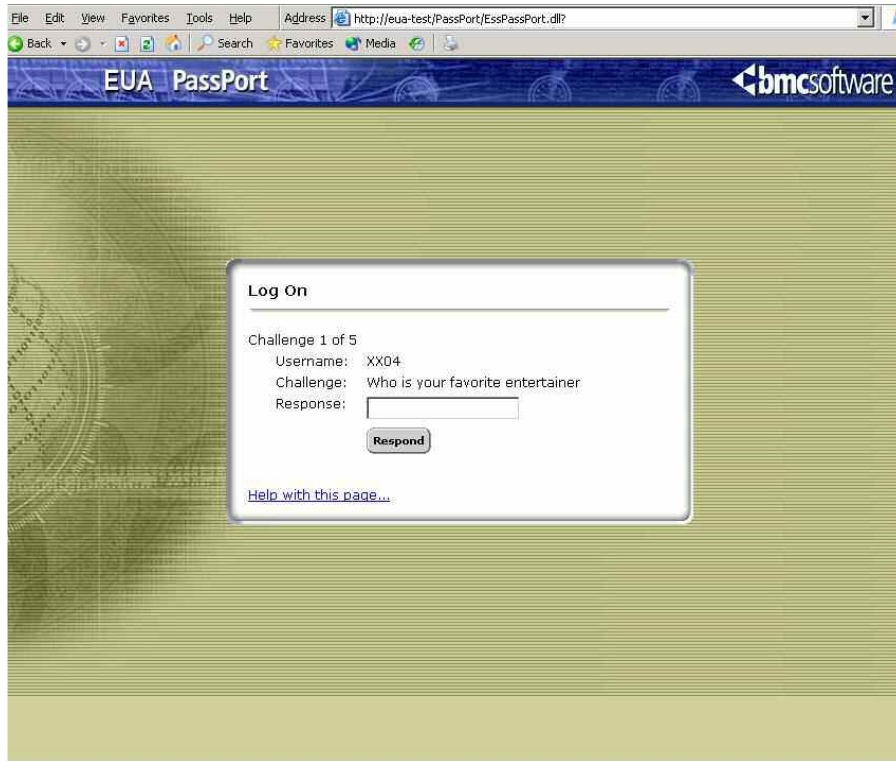 File Edit View Favorites Tools Help Address http://eua-test/PassPort/EssPassPort.dll?
Back Search Favorites Media
EUA PassPort bmcsoftware
Log On
Challenge 1 of 5
Username: XX04
Challenge: Who is your favorite entertainer
Response:
Respond
Help with this page...